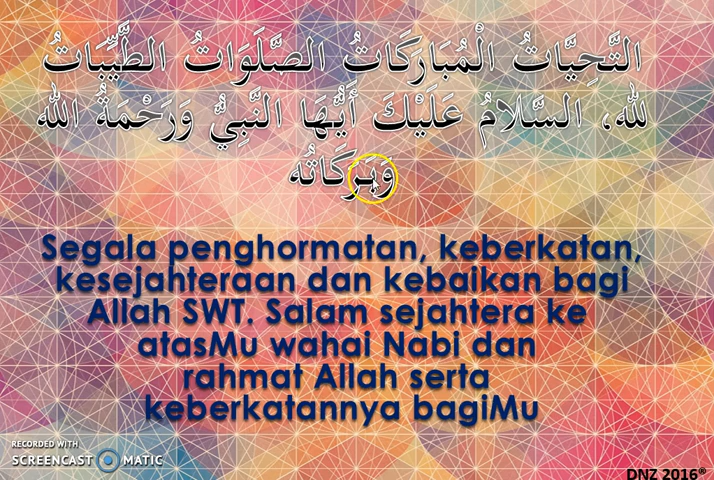 التَّحِيَّاتُ الْمُبَارَكَاتُ الصَّلَوَاتُ الطَّيِّبَاتُ
لله، السَّلَامُ عَلَيْكَ أَيُّهَا النَّبِيُّ وَرَحْمَةُ الله
وَبَرَكَاتُه
Segala penghormatan, keberkatan,
kesejahteraan dan kebaikan bagi
Allah SWT. Salam sejahtera ke
atasMu wahai Nabi dan
rahmat Allah serta
keberkatannya bagiMu
RECORDED WITH
SCREENCAST MATIC
DNZ 2016®